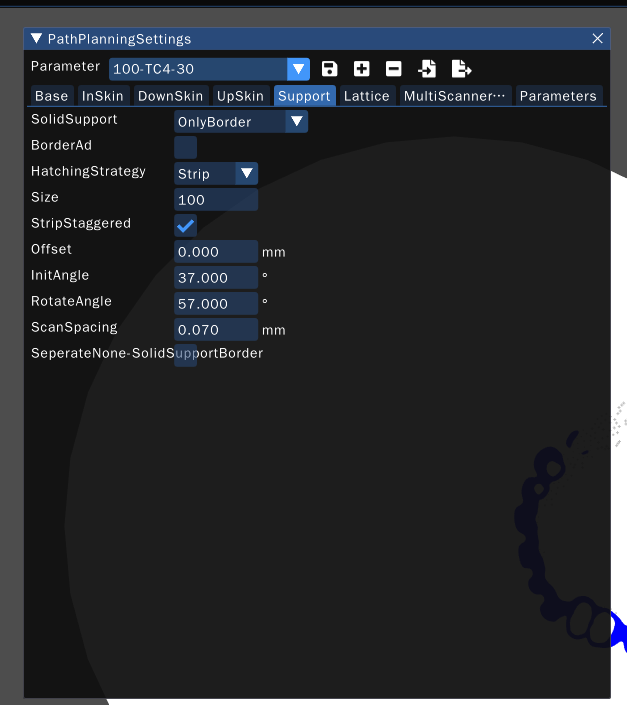 PathPlanningSettings
Parameter 100-TC4-30
Base InSkin DownSkin UpSkin Support Lattice MultiScanner··· Parameters
SolidSupport OnlyBorder
BorderAd
HatchingStrategy Strip
Size 100
StripStaggered
Offset 0.000 mm
InitAngle 37.000 °
RotateAngle 57.000 °
ScanSpacing 0.070 mm
SeperateNone-SolidSupportBorder